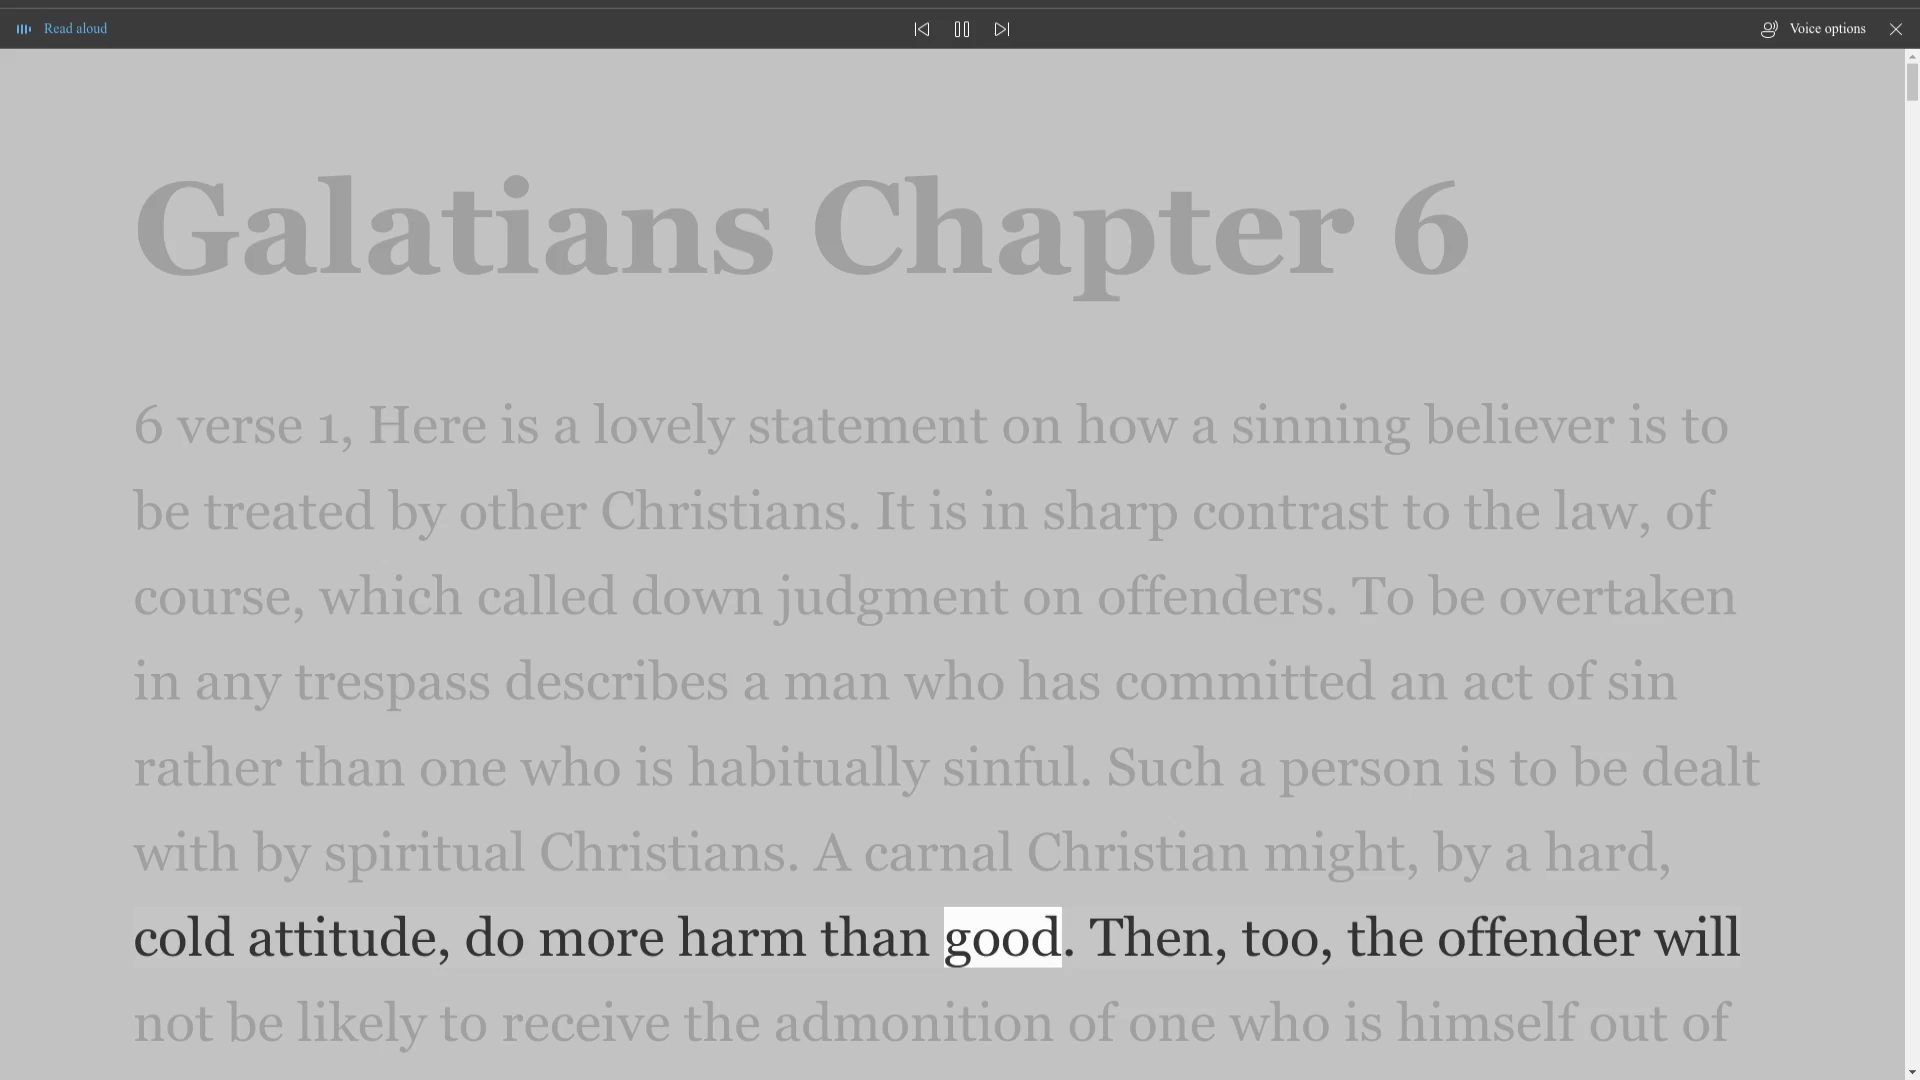 Read aloud
Voice options
Galatians Chapter 6
6 verse 1, Here is a lovely statement on how a sinning believer is to
be treated by other Christians. It is in sharp contrast to the law, of
course, which called down judgment on offenders. To be overtaken
in any trespass describes a man who has committed an act of sin
rather than one who is habitually sinful. Such a person is to be dealt
with by spiritual Christians. A carnal Christian might, by a hard,
cold attitude, do more harm than good. Then, too, the offender will
not be likely to receive the admonition of one who is himself out of